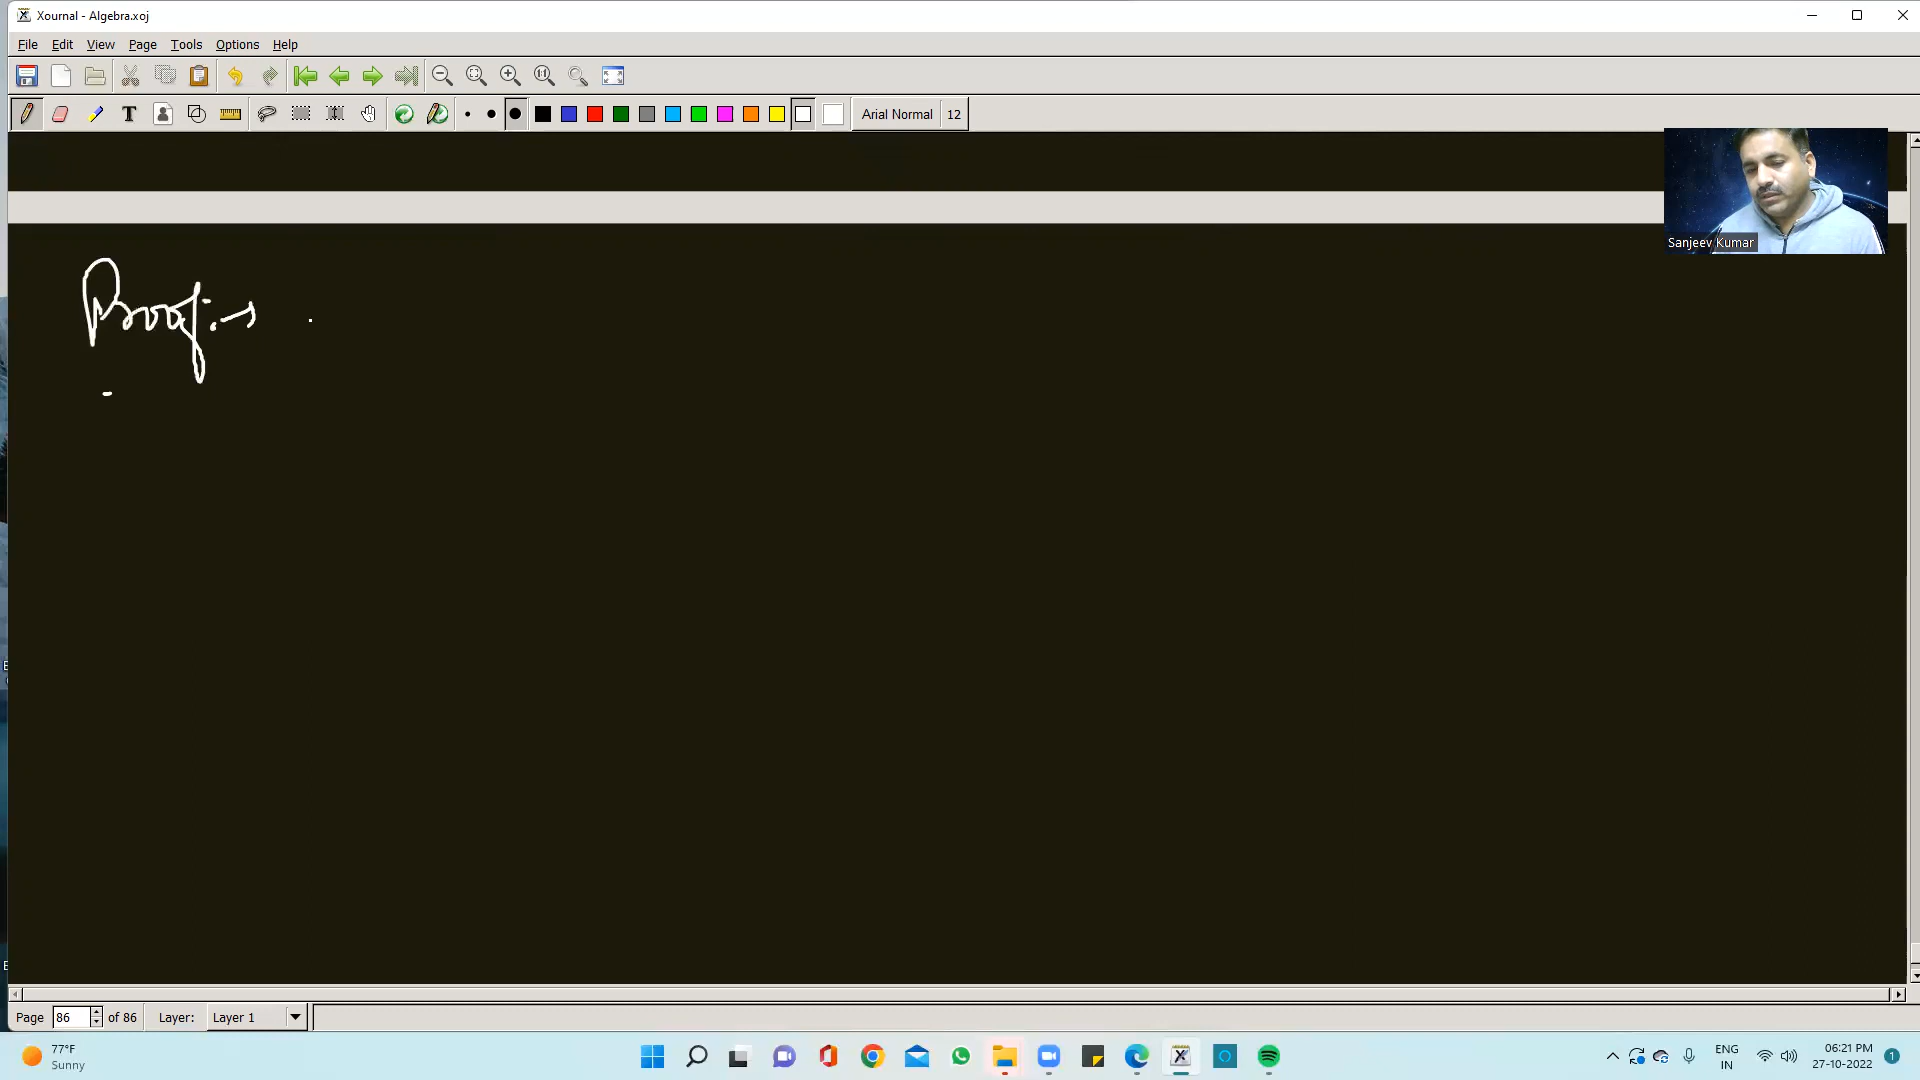 Xournal - Algebra.xoj
File Edit View Page Tools Options Help
T Arial Normal 12
Sanjeev Kumar
Proof:→
Page 86 of 86 Layer: Layer 1
77°F
Sunny
ENG
IN
06:21 PM
27-10-2022
1